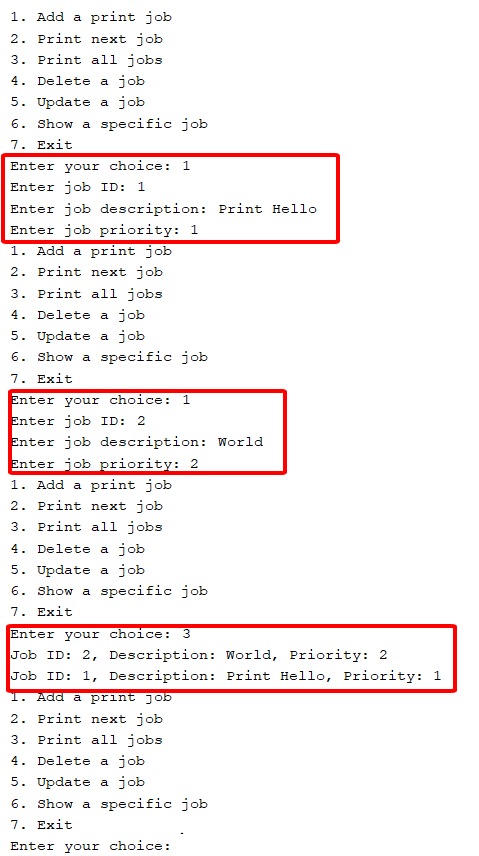 1. Add a print job
2. Print next job
3. Print all jobs
4. Delete a job
5. Update a job
6. Show a specific job
7. Exit
Enter your choice: 1
Enter job ID: 1
Enter job description: Print Hello
Enter job priority: 1
1. Add a print job
2. Print next job
3. Print all jobs
4. Delete a job
5. Update a job
6. Show a specific job
7. Exit
Enter your choice: 1
Enter job ID: 2
Enter job description: World
Enter job priority: 2
1. Add a print job
2. Print next job
3. Print all jobs
4. Delete a job
5. Update a job
6. Show a specific job
7. Exit
Enter your choice: 3
Job ID: 2, Description: World, Priority: 2
Job ID: 1, Description: Print Hello, Priority: 1
1. Add a print job
2. Print next job
3. Print all jobs
4. Delete a job
5. Update a job
6. Show a specific job
7. Exit
Enter your choice: